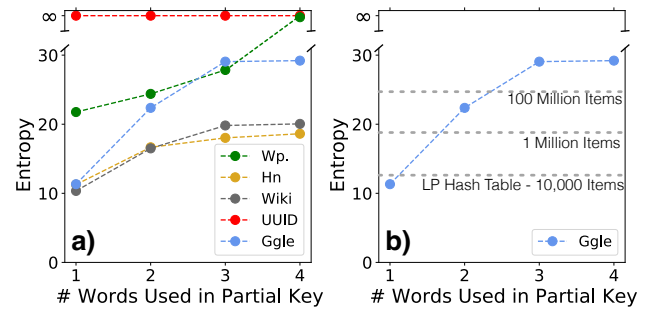 ∞
30
20
10
0
Entropy
Wp.
Hn
Wiki
UUID
Ggle
a)
1 2 3 4
# Words Used in Partial Key
∞
30
20
10
0
Entropy
100 Million Items
1 Million Items
LP Hash Table - 10,000 Items
Ggle
b)
1 2 3 4
# Words Used in Partial Key